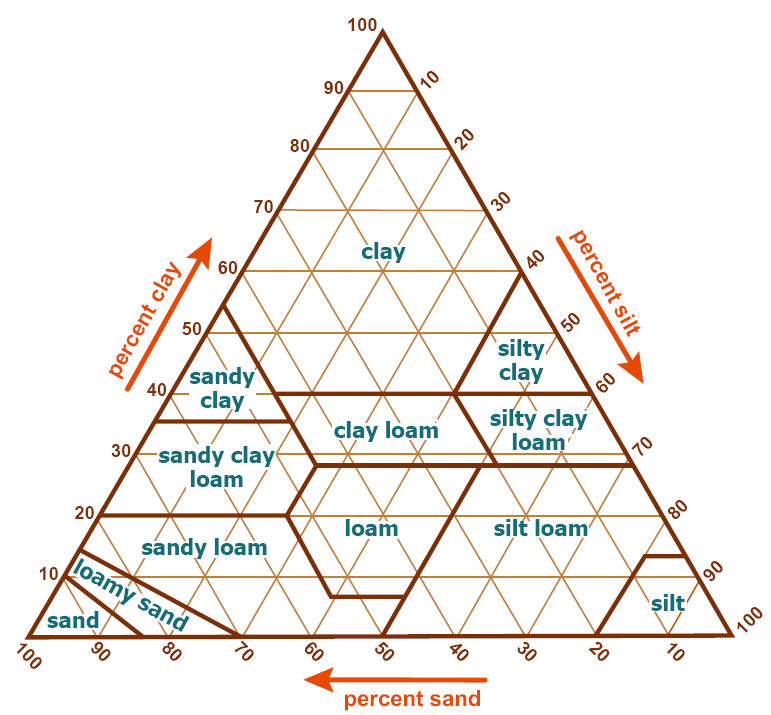 100
90
10
80
20
70
30
clay
60
40
percent clay
percent silt
50
50
silty
clay
sandy
clay
40
60
silty clay
loam
clay loam
30
70
sandy clay
loam
20
80
loam
silt loam
sandy loam
10
90
loamy sand
silt
sand
100
100
90
80
70
60
50
40
30
20
10
percent sand